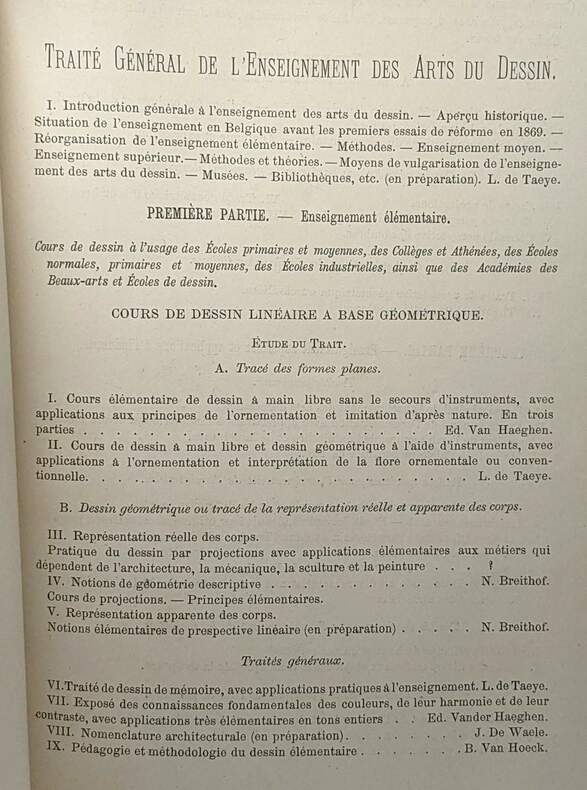 TRAITÉ GÉNÉRAL DE L'ENSEIGNEMENT DES ARTS DU DESSIN.
I. Introduction générale à l'enseignement des arts du dessin. — Aperçu historique. —
Situation de l'enseignement en Belgique avant les premiers essais de réforme en 1869. —
Réorganisation de l'enseignement élémentaire. — Méthodes. — Enseignement moyen. —
Enseignement supérieur. — Méthodes et théories. — Moyens de vulgarisation de l'enseigne-
ment des arts du dessin. — Musées. — Bibliothèques, etc. (en préparation). L. de Taeye.
PREMIÈRE PARTIE. — Enseignement élémentaire.
Cours de dessin à l'usage des Écoles primaires et moyennes, des Collèges et Athénées, des Écoles
normales, primaires et moyennes, des Écoles industrielles, ainsi que des Académies des
Beaux-arts et Écoles de dessin.
COURS DE DESSIN LINÉAIRE A BASE GÉOMÉTRIQUE.
ÉTUDE DU TRAIT.
A. Tracé des formes planes.
I. Cours élémentaire de dessin à main libre sans le secours d'instruments, avec
applications aux principes de l'ornementation et imitation d'après nature. En trois
parties . . . . . . . . . . . . . . . . . . . . . Ed. Van Haeghen.
II. Cours de dessin à main libre et dessin géométrique à l'aide d'instruments, avec
applications à l'ornementation et interprétation de la flore ornementale ou conven-
tionnelle. . . . . . . . . . . . . . . . . . . . . L. de Taeye.
B. Dessin géométrique ou tracé de la représentation réelle et apparente des corps.
III. Représentation réelle des corps.
Pratique du dessin par projections avec applications élémentaires aux métiers qui
dépendent de l'architecture, la mécanique, la sculture et la peinture . . . ?
IV. Notions de géométrie descriptive . . . . . . . . . . . . N. Breithof.
Cours de projections. — Principes élémentaires.
V. Représentation apparente des corps.
Notions élémentaires de prespective linéaire (en préparation) . . . . . N. Breithof.
Traités généraux.
VI. Traité de dessin de mémoire, avec applications pratiques à l'enseignement. L. de Taeye.
VII. Exposé des connaissances fondamentales des couleurs, de leur harmonie et de leur
contraste, avec applications très élémentaires en tons entiers . . Ed. Vander Haeghen.
VIII. Nomenclature architecturale (en préparation). . . . . . . . J. De Waele.
IX. Pédagogie et méthodologie du dessin élémentaire . . . . . . . B. Van Hoeck.